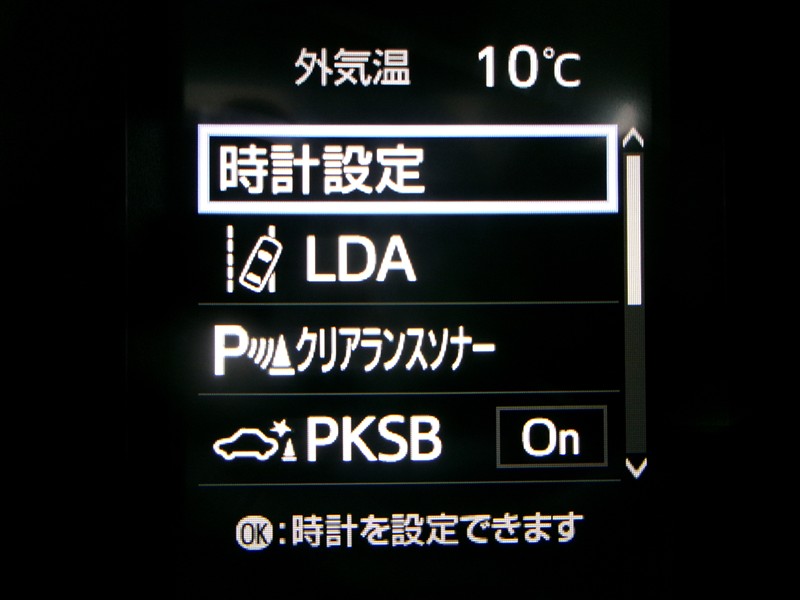 外気温 10℃
時計設定
LDA
Pクリアランスソナー
PKSB On
OK:時計を設定できます